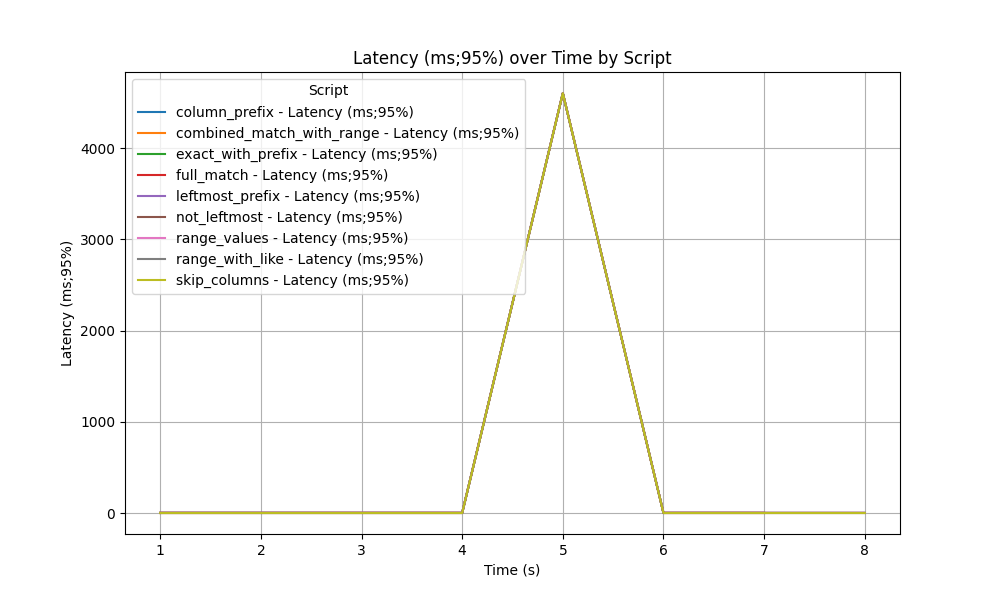 Latency (ms;95%) over Time by Script
Script
column_prefix - Latency (ms;95%)
combined_match_with_range - Latency (ms;95%)
exact_with_prefix - Latency (ms;95%)
full_match - Latency (ms;95%)
leftmost_prefix - Latency (ms;95%)
not_leftmost - Latency (ms;95%)
range_values - Latency (ms;95%)
range_with_like - Latency (ms;95%)
skip_columns - Latency (ms;95%)
Latency (ms;95%)
4000
3000
2000
1000
0
1 2 3 4 5 6 7 8
Time (s)